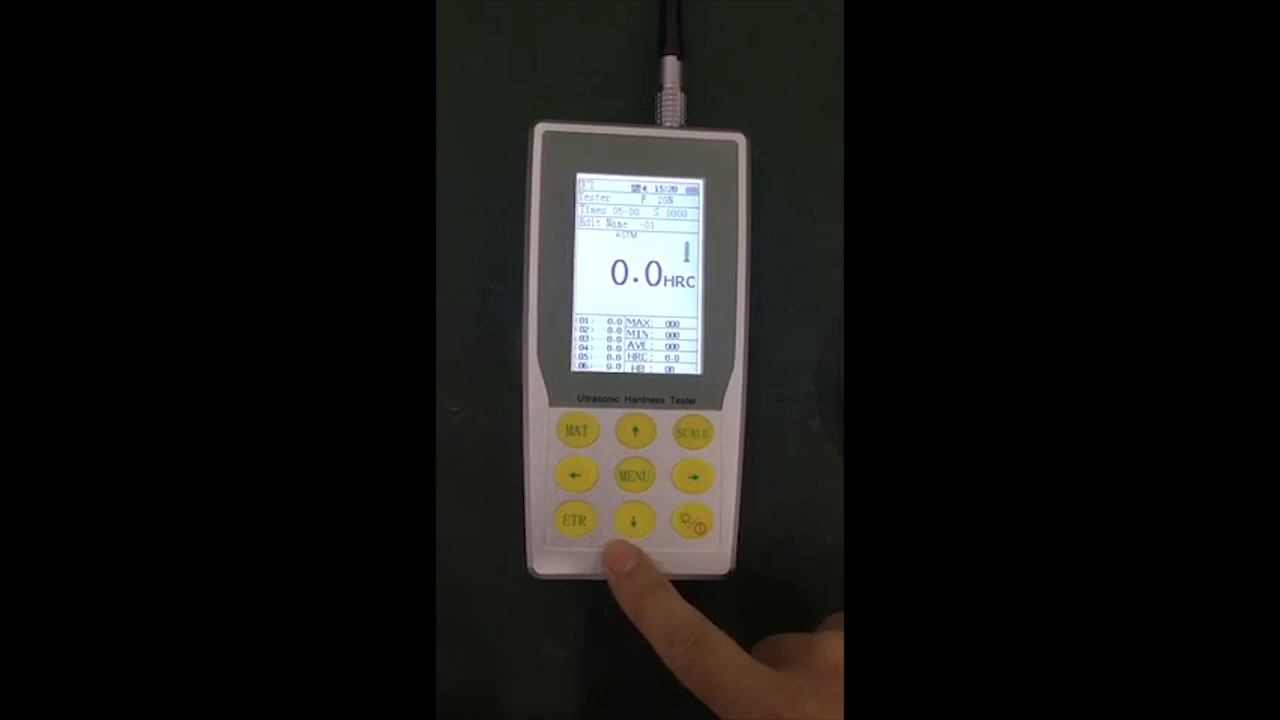 15:20
Tester F 20N
Times 05-00 S 0000
Edit Name -01
ASTM
0.0HRC
(01) 0.0 MAX: 000
(02) 0.0 MIN: 000
(03) 0.0 AVE: 000
(04) 0.0 HRC: 0.0
(05) 0.0 HB: 00
(06) 0.0
Ultrasonic Hardness Tester
MAT ↑ SCALE
← MENU →
ETR ↓